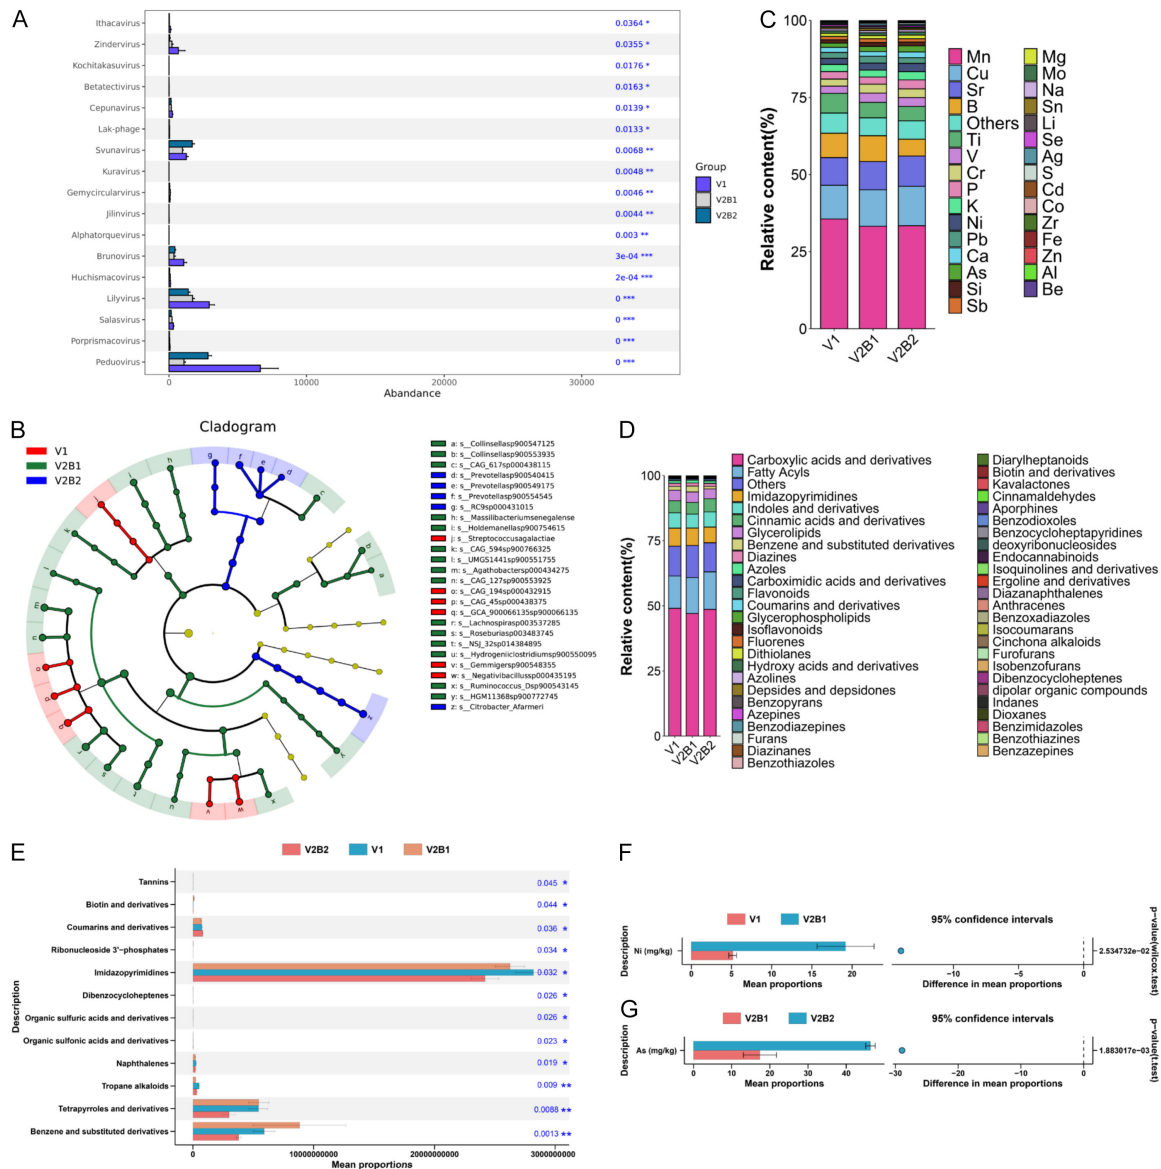 A
Ithacavirus
0.0364 *
Zindervirus
0.0355 *
Kochitakasuvirus
0.0176 *
Betatectivirus
0.0163 *
Cepunavirus
0.0139 *
Lak-phage
0.0133 *
Svunavirus
0.0068 **
Kuravirus
0.0048 **
Gemycircularvirus
0.0046 **
Jilinvirus
0.0044 **
Alphatorquevirus
0.003 **
Brunovirus
3e-04 ***
Huchismacovirus
2e-04 ***
Lilyvirus
0 ***
Salasvirus
0 ***
Porprismacovirus
0 ***
Peduovirus
0 ***
0
10000
20000
30000
Abandance
Group
V1
V2B1
V2B2
C
Relative content(%)
100
75
50
25
0
V1
V2B1
V2B2
Mn
Cu
Sr
B
Others
Ti
V
Cr
P
K
Ni
Pb
Ca
As
Si
Sb
Mg
Mo
Na
Sn
Li
Se
Ag
S
Cd
Co
Zr
Fe
Zn
Al
Be
B
Cladogram
V1
V2B1
V2B2
g
f
e
d
c
b
a
h
i
j
l
m
n
o
p
q
r
s
t
u
v
w
x
y
z
a: s__Collinsellasp900547125
b: s__Collinsellasp900553935
c: s__CAG_617sp000438115
d: s__Prevotellasp900540415
e: s__Prevotellasp900549175
f: s__Prevotellasp900554545
g: s__RC9sp000431015
h: s__Massilibacteriumsenegalense
i: s__Holdemanellasp900754615
j: s__Streptococcusagalactiae
k: s__CAG_594sp900766325
l: s__UMGS1441sp900551755
m: s__Agathobactersp000434275
n: s__CAG_127sp900553925
o: s__CAG_194sp000432915
p: s__CAG_45sp000438375
q: s__GCA_900066135sp900066135
r: s__Lachnospirasp003537285
s: s__Roseburiasp003483745
t: s__NSJ_32sp014384895
u: s__Hydrogeniiclostridiumsp900550095
v: s__Gemmigersp900548355
w: s__Negativibacillussp000435195
x: s__Ruminococcus_Dsp900543145
y: s__HGM11368sp900772745
z: s__Citrobacter_Afarmeri
D
Relative content(%)
100
75
50
25
0
V1
V2B1
V2B2
Carboxylic acids and derivatives
Fatty Acyls
Others
Imidazopyrimidines
Indoles and derivatives
Cinnamic acids and derivatives
Glycerolipids
Benzene and substituted derivatives
Diazines
Azoles
Carboximidic acids and derivatives
Flavonoids
Coumarins and derivatives
Glycerophospholipids
Isoflavonoids
Fluorenes
Dithiolanes
Hydroxy acids and derivatives
Azolines
Depsides and depsidones
Benzopyrans
Azepines
Benzodiazepines
Furans
Diazinanes
Benzothiazoles
Diarylheptanoids
Biotin and derivatives
Kavalactones
Cinnamaldehydes
Aporphines
Benzodioxoles
Benzocycloheptapyridines
deoxyribonucleosides
Endocannabinoids
Isoquinolines and derivatives
Ergoline and derivatives
Diazanaphthalenes
Anthracenes
Benzoxadiazoles
Isocoumarans
Cinchona alkaloids
Furofurans
Isobenzofurans
Dibenzocycloheptenes
dipolar organic compounds
Indanes
Dioxanes
Benzimidazoles
Benzothiazines
Benzazepines
E
V2B2
V1
V2B1
Description
Tannins
0.045 *
Biotin and derivatives
0.044 *
Coumarins and derivatives
0.036 *
Ribonucleoside 3'−phosphates
0.034 *
Imidazopyrimidines
0.032 *
Dibenzocycloheptenes
0.026 *
Organic sulfuric acids and derivatives
0.026 *
Organic sulfonic acids and derivatives
0.023 *
Naphthalenes
0.019 *
Tropane alkaloids
0.009 **
Tetrapyrroles and derivatives
0.0088 **
Benzene and substituted derivatives
0.0013 **
0
10000000000
20000000000
30000000000
Mean proportions
F
V1
V2B1
95% confidence intervals
Description
Ni (mg/kg)
0
5
10
15
20
Mean proportions
−10
−5
0
Difference in mean proportions
2.534732e−02
p−value(wilcox.test)
G
V2B1
V2B2
95% confidence intervals
Description
As (mg/kg)
0
10
20
30
40
Mean proportions
−30
−20
−10
0
Difference in mean proportions
1.883017e−03
p−value(t.test)